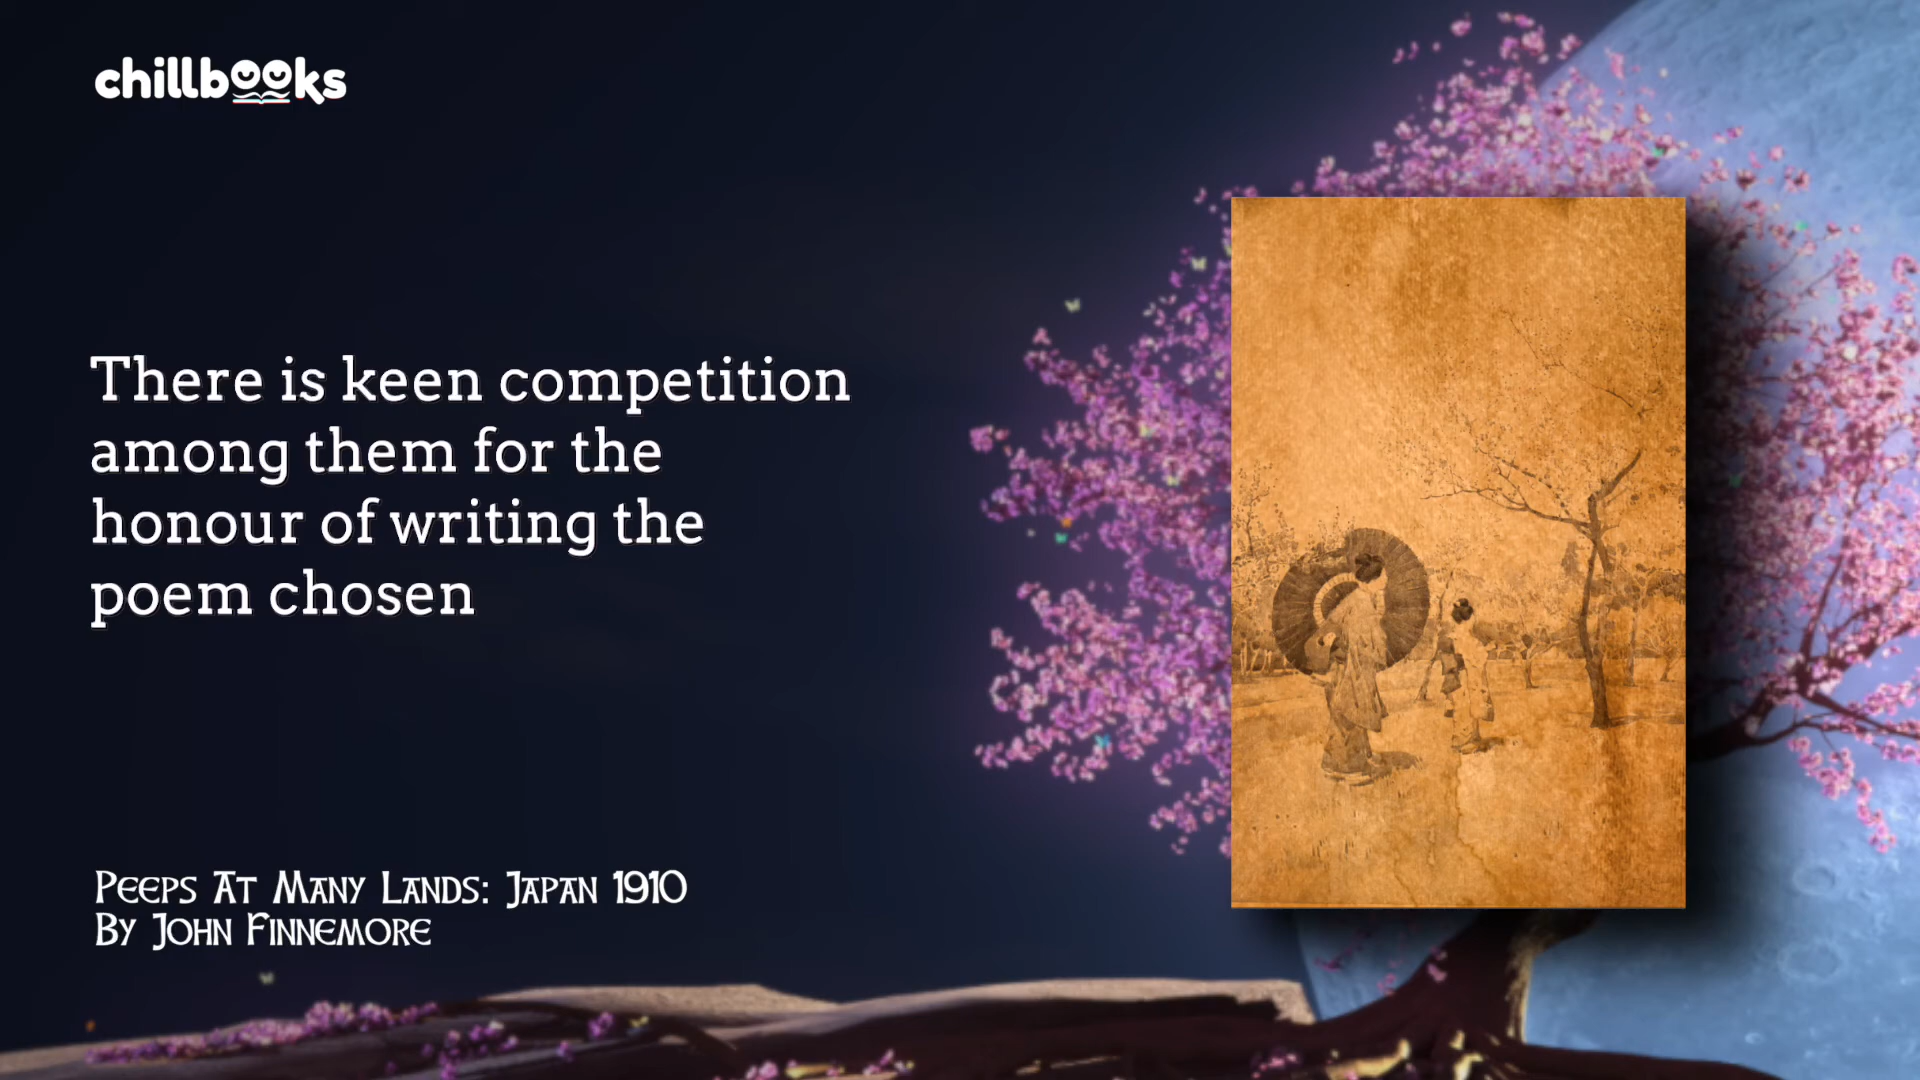 chillbooks
There is keen competition
among them for the
honour of writing the
poem chosen
Peeps At Many Lands: Japan 1910
By John Finnemore